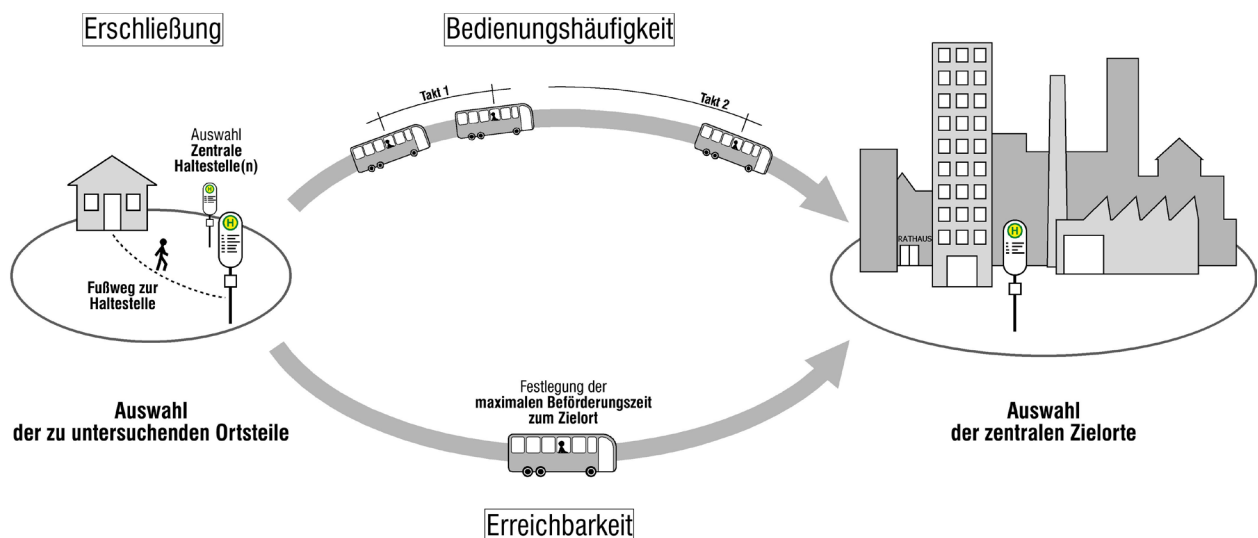 Erschließung
Bedienungshäufigkeit
Takt 1
Takt 2
Auswahl
Zentrale
Haltestelle(n)
H
H
Fußweg zur
Haltestelle
RATHAUS
H
Festlegung der
maximalen Beförderungszeit
zum Zielort
Auswahl
der zu untersuchenden Ortsteile
Auswahl
der zentralen Zielorte
Erreichbarkeit